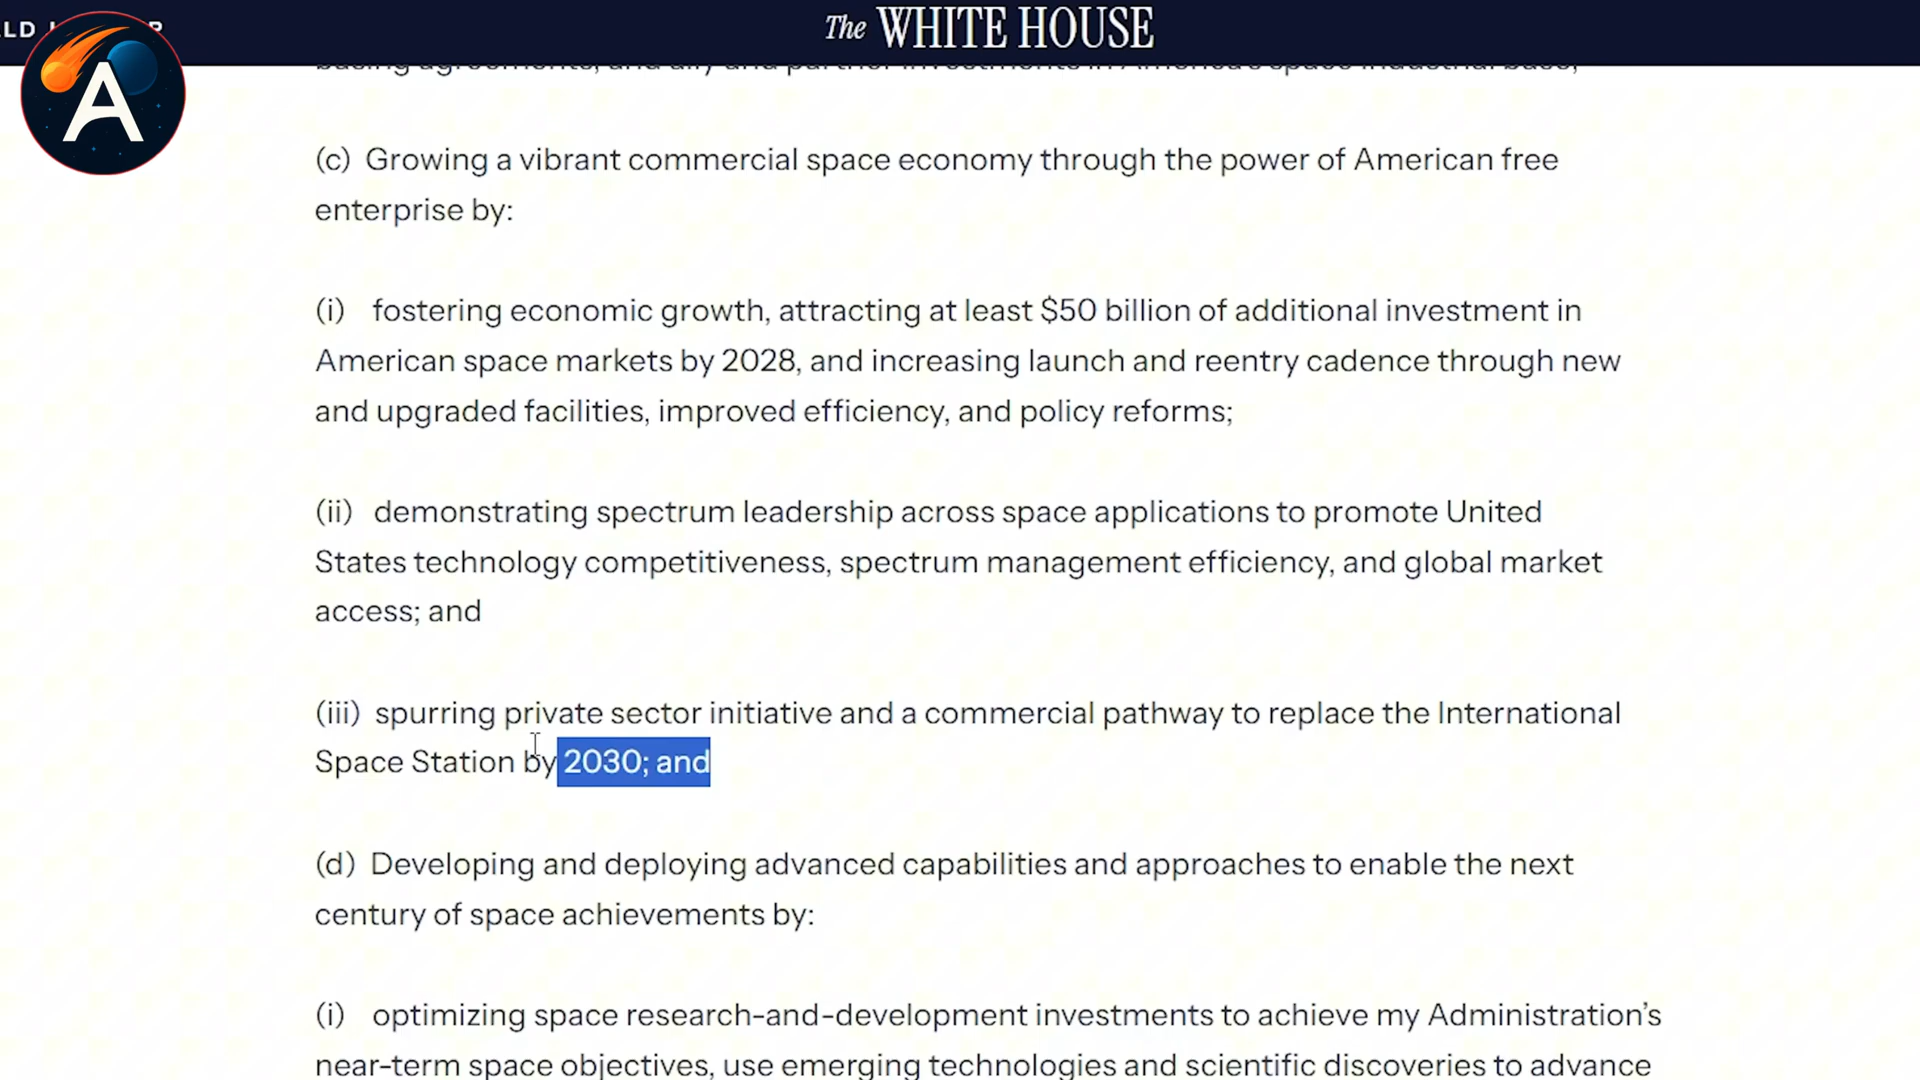 The WHITE HOUSE
A
(c) Growing a vibrant commercial space economy through the power of American free
enterprise by:
(i) fostering economic growth, attracting at least $50 billion of additional investment in
American space markets by 2028, and increasing launch and reentry cadence through new
and upgraded facilities, improved efficiency, and policy reforms;
(ii) demonstrating spectrum leadership across space applications to promote United
States technology competitiveness, spectrum management efficiency, and global market
access; and
(iii) spurring private sector initiative and a commercial pathway to replace the International
Space Station by 2030; and
(d) Developing and deploying advanced capabilities and approaches to enable the next
century of space achievements by:
(i) optimizing space research-and-development investments to achieve my Administration’s
near-term space objectives, use emerging technologies and scientific discoveries to advance